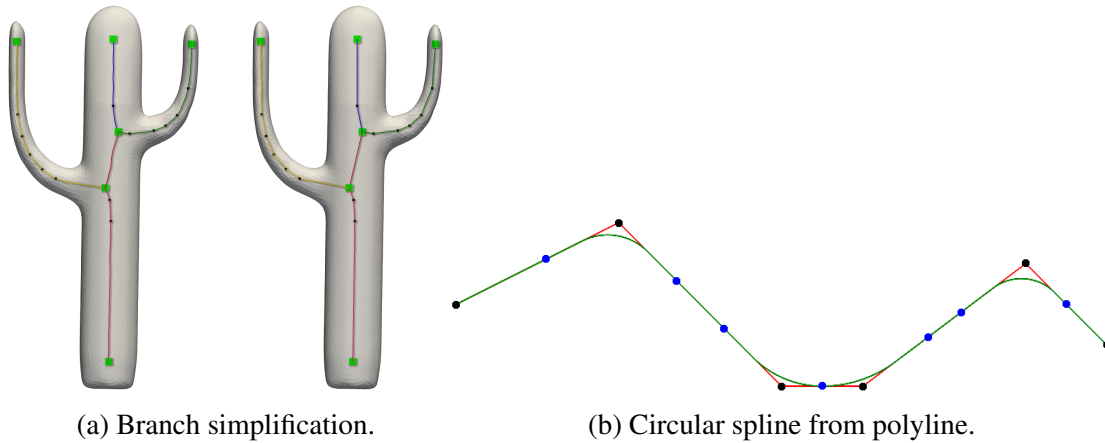 (a) Branch simplification.
(b) Circular spline from polyline.